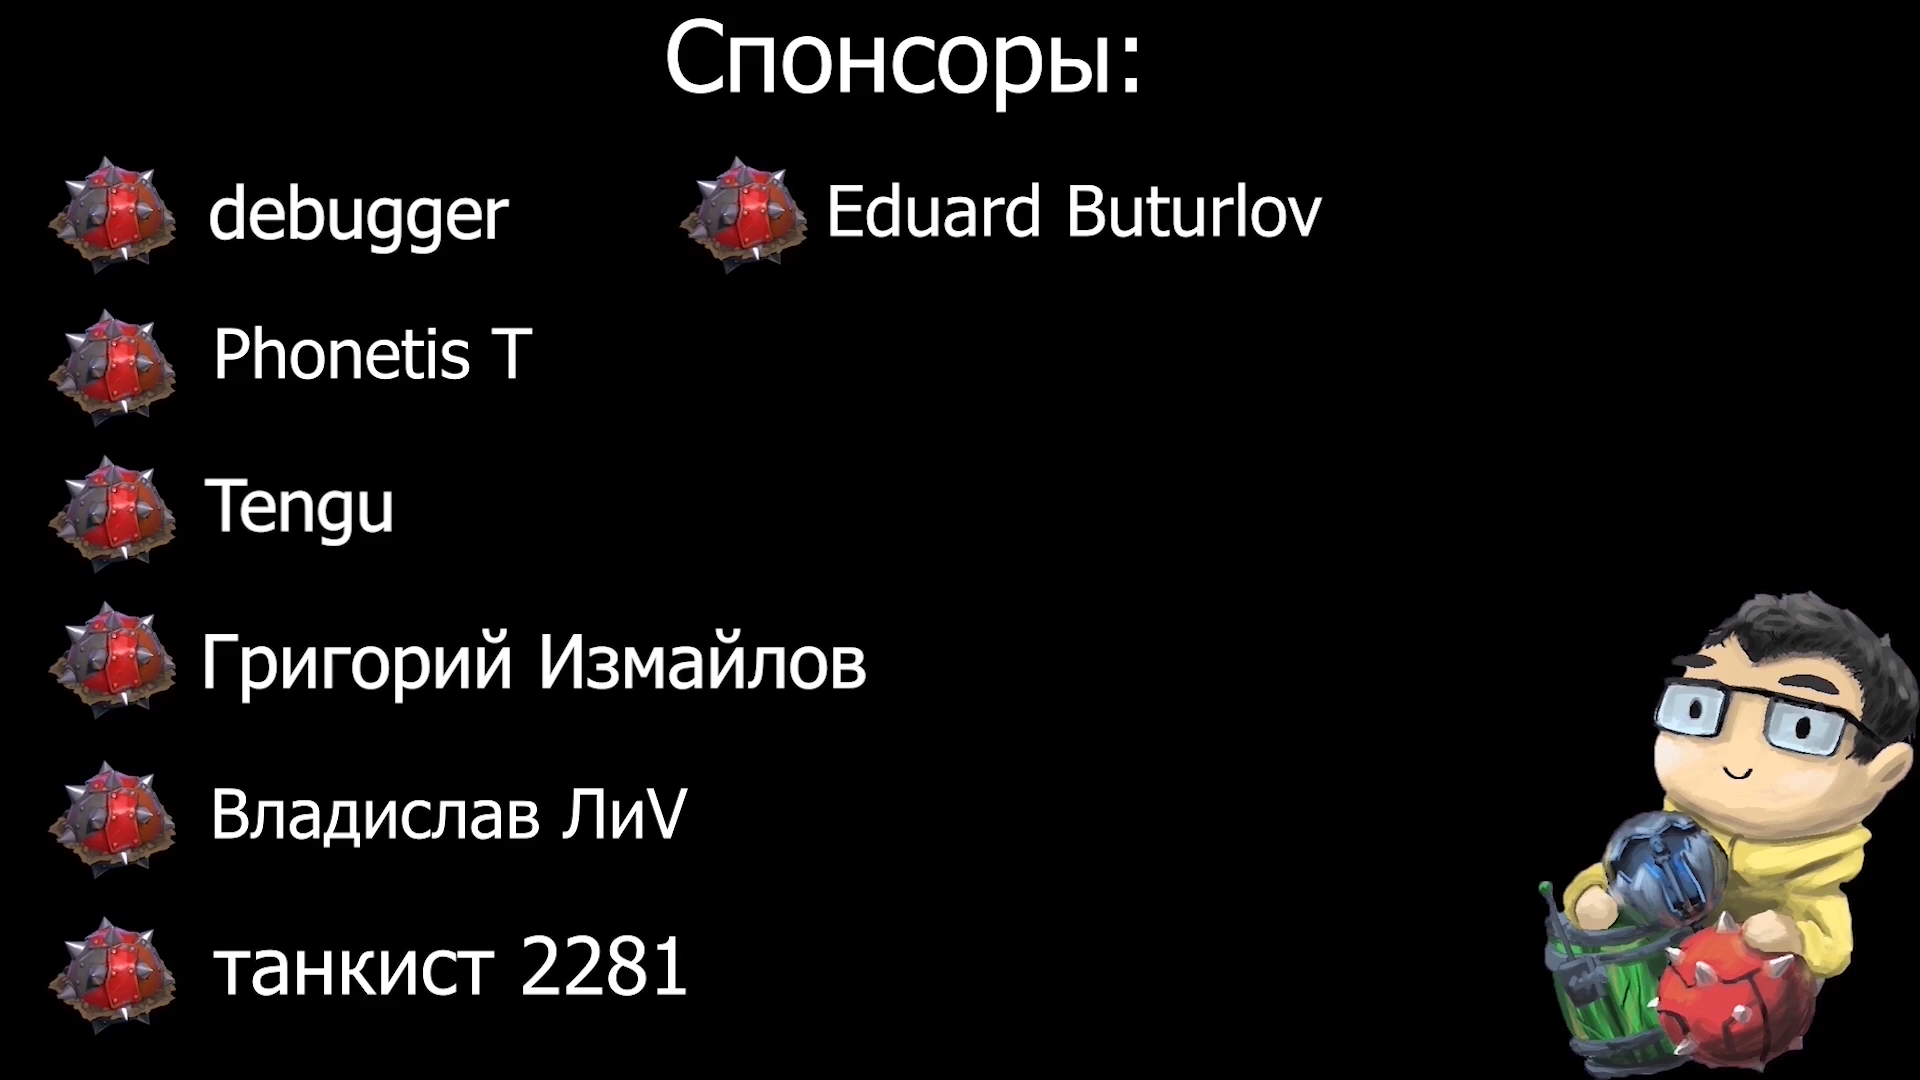 Спонсоры:
debugger
Eduard Buturlov
Phonetis T
Tengu
Григорий Измайлов
Владислав ЛиV
танкист 2281